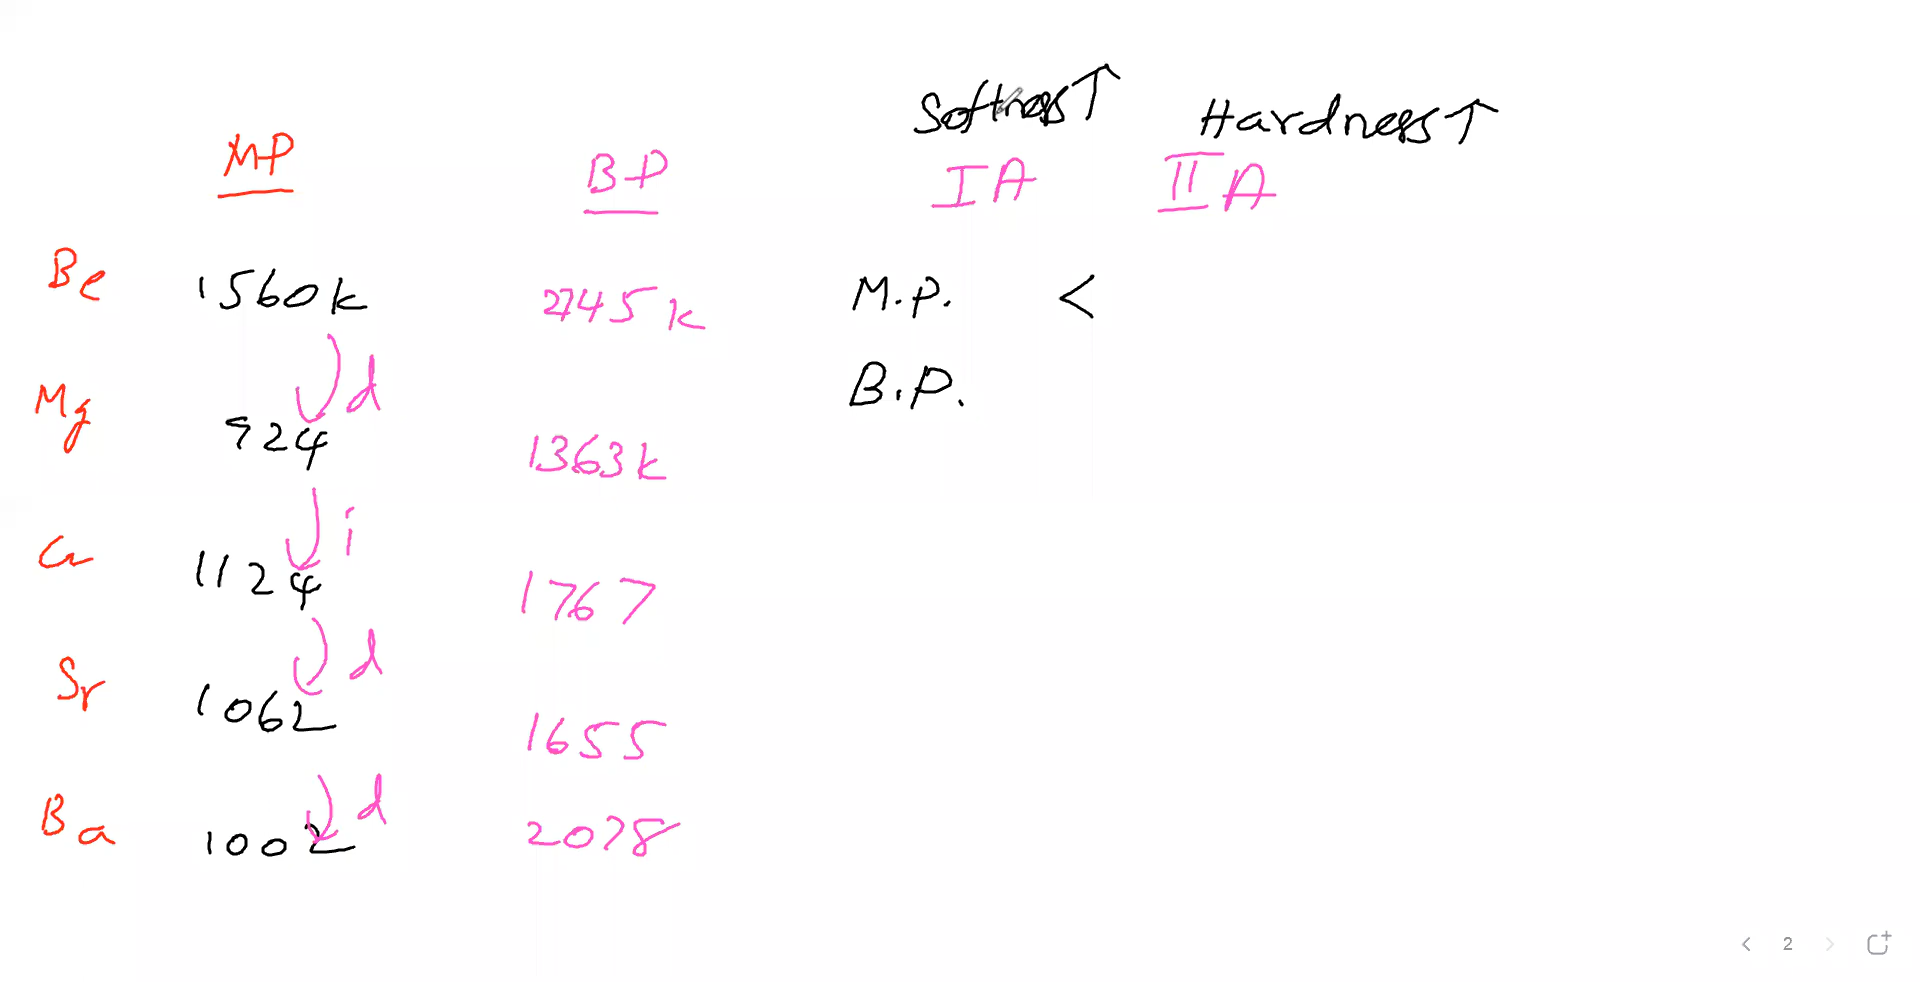 Softness↑ Hardness↑
MP BP IA IIA
Be 1560k 2745k M.P. <
d
B.P.
Mg 924 1363k
i
Ca 1124 1767
d
Sr 1062 1655
d
Ba 1002 2078
< 2 >